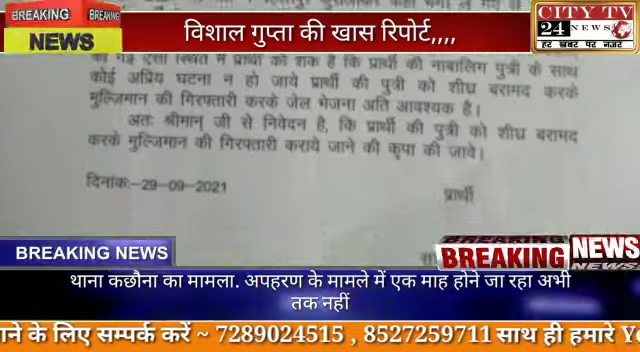 BREAKING BREAKING
NEWS
विशाल गुप्ता की खास रिपोर्ट,,,,
CITY TV
24 NEWS
हर खबर पर नजर
को शक है कि प्रार्थी की नाबालिग पुत्री के साथ
कोई अप्रिय घटना न हो जाये प्रार्थी की पुत्री को शीघ्र बरामद करके
मुल्जिमान की गिरफ्तारी करके जेल भेजना अति आवश्यक है।
अतः श्रीमान् जी से निवेदन है, कि प्रार्थी की पुत्री को शीघ्र बरामद
करके मुल्जिमान की गिरफ्तारी कराये जाने की कृपा की जावे।
दिनांक:-29-09-2021
प्रार्थी
BREAKING NEWS
BREAKING NEWS
थाना कछौना का मामला. अपहरण के मामले में एक माह होने जा रहा अभी
तक नहीं
ाने के लिए सम्पर्क करें ~ 7289024515 , 8527259711 साथ ही हमारे Y